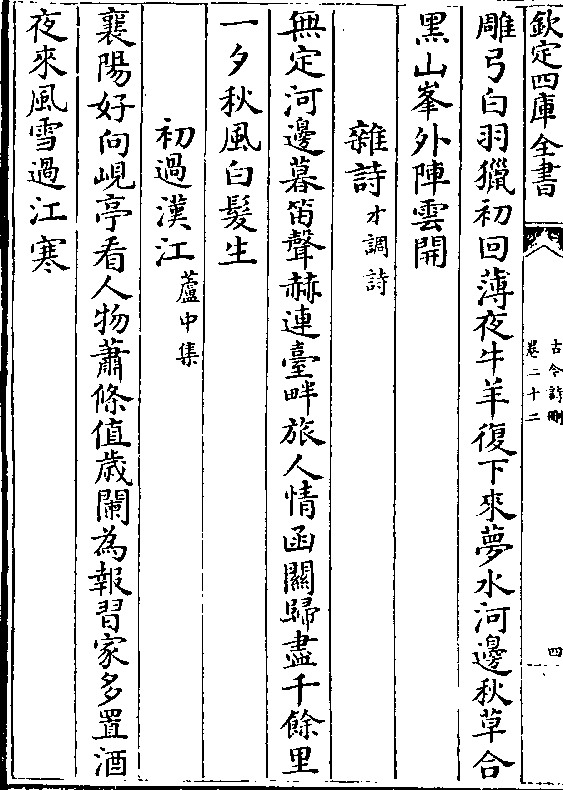 欽定四庫全書
古今詩刪
卷二十二
四
雕弓白羽獵初回薄夜牛羊復下來夢水河邊秋草合
黑山峯外陣雲開
雜詩才調詩
無定河邊暮笛聲赫連臺畔旅人情函關歸盡千餘里
一夕秋風白髮生
初過漢江蘆中集
襄陽好向峴亭看人物蕭條值歲闌為報習家多置酒
夜來風雪過江寒